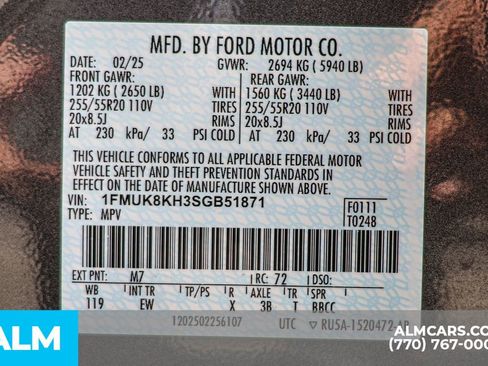 MFD. BY FORD MOTOR CO.
DATE: 02/25 GVWR: 2694 KG ( 5940 LB)
FRONT GAWR: REAR GAWR:
1202 KG ( 2650 LB) WITH 1560 KG ( 3440 LB) WITH
255/55R20 110V TIRES 255/55R20 110V TIRES
20x8.5J RIMS 20x8.5J RIMS
AT 230 kPa/ 33 PSI COLD AT 230 kPa/ 33 PSI COLD
THIS VEHICLE CONFORMS TO ALL APPLICABLE FEDERAL MOTOR
VEHICLE SAFETY AND THEFT PREVENTION STANDARDS IN
EFFECT ON THE DATE OF MANUFACTURE SHOWN ABOVE.
VIN: 1FMUK8KH3SGB51871
TYPE: MPV
F0111
T0248
EXT PNT: M7 RC: 72 DSO:
WB INT TR TP/PS R AXLE TR SPR
119 EW X 3B T BBCC
1202502256107 UTC RU5A-1520472-AB
ALM
ALMCARS.COM
(770) 767-00